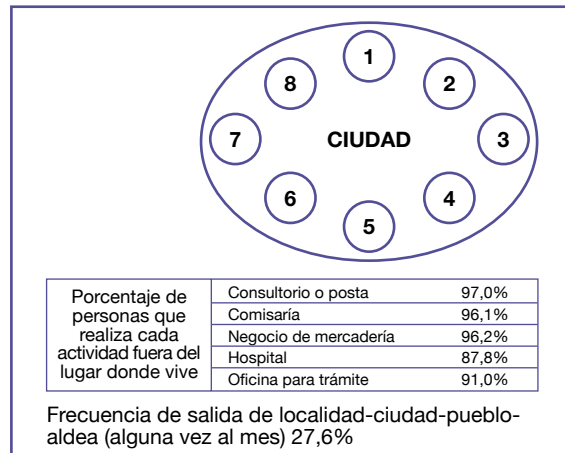 1
8
2
7
CIUDAD
3
6
4
5
Porcentaje de
personas que
realiza cada
actividad fuera del
lugar donde vive
Consultorio o posta 97,0%
Comisaría 96,1%
Negocio de mercadería 96,2%
Hospital 87,8%
Oficina para trámite 91,0%
Frecuencia de salida de localidad-ciudad-pueblo-
aldea (alguna vez al mes) 27,6%